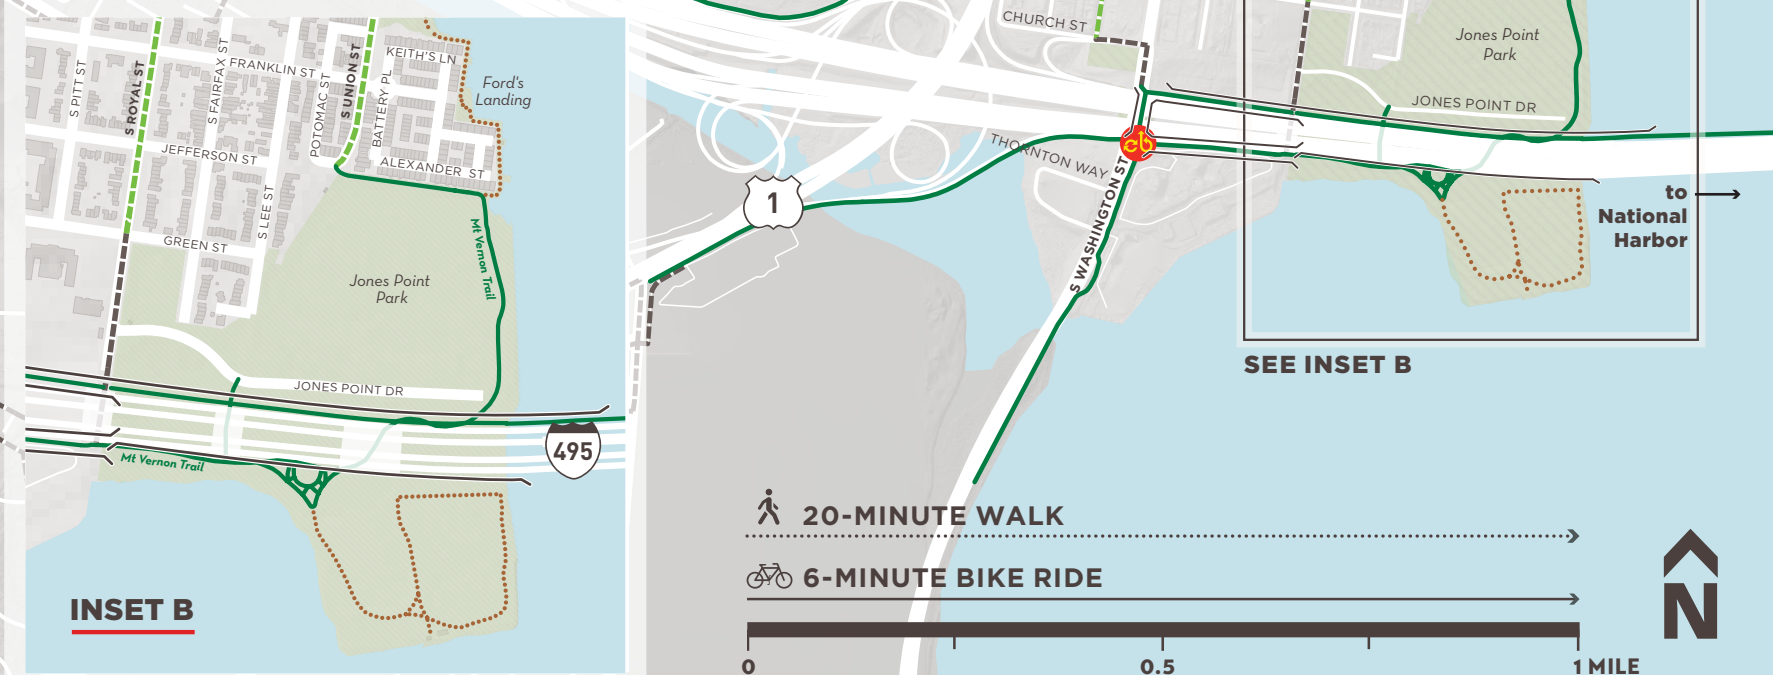 S PITT ST
S ROYAL ST
S FAIRFAX ST
FRANKLIN ST
POTOMAC ST
S UNION ST
BATTERY PL
KEITH'S LN
Ford's
Landing
JEFFERSON ST
ALEXANDER ST
S LEE ST
GREEN ST
Mt Vernon Trail
Jones Point
Park
JONES POINT DR
495
Mt Vernon Trail
INSET B
CHURCH ST
Jones Point
Park
JONES POINT DR
THORNTON WAY
cb
1
S WASHINGTON ST
to
National
Harbor
SEE INSET B
20-MINUTE WALK
6-MINUTE BIKE RIDE
0
0.5
1 MILE
N